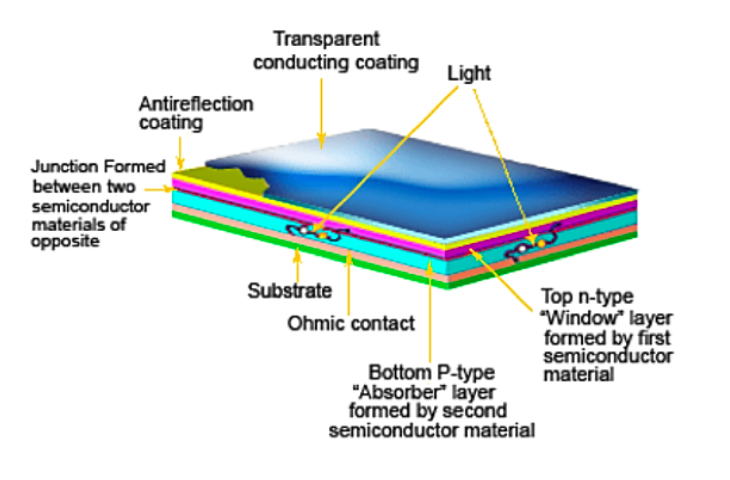 Transparent
conducting coating
Light
Antireflection
coating
Junction Formed
between two
semiconductor
materials of
opposite
Substrate
Ohmic contact
Bottom P-type
"Absorber" layer
formed by second
semiconductor material
Top n-type
"Window" layer
formed by first
semiconductor
material